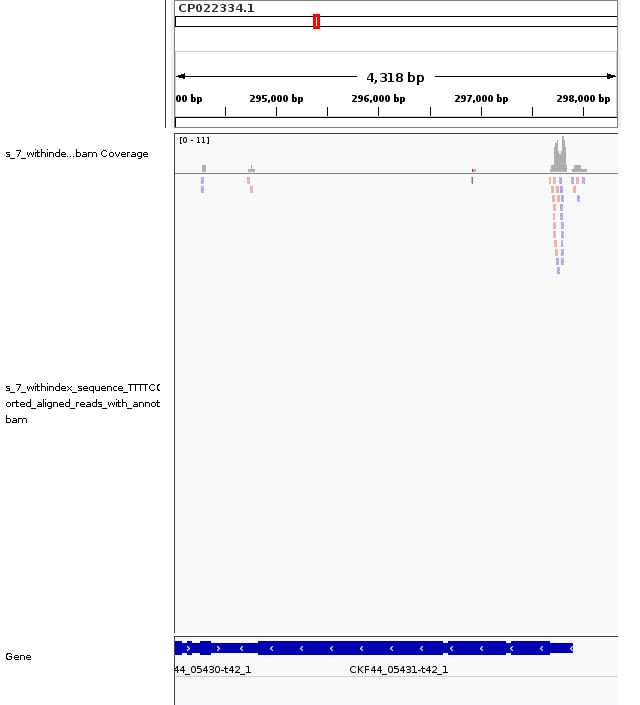 CP022334.1
4,318 bp
00 bp 295,000 bp 296,000 bp 297,000 bp 298,000 bp
[0 - 11]
s_7_withinde...bam Coverage
s_7_withindex_sequence_TTTTC
orted_aligned_reads_with_annot
bam
Gene
44_05430-t42_1 CKF44_05431-t42_1